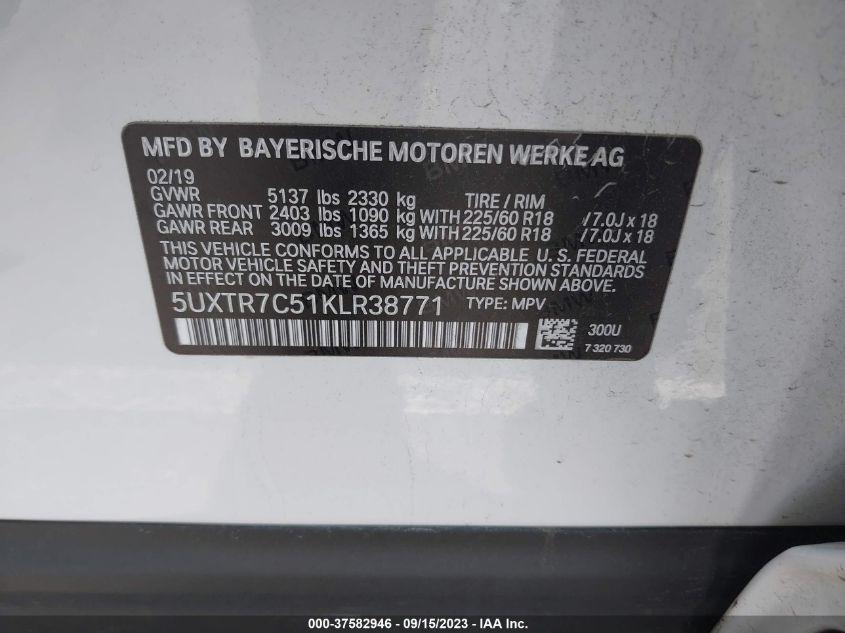 MFD BY BAYERISCHE MOTOREN WERKE AG
02/19
GVWR 5137 lbs 2330 kg TIRE / RIM
GAWR FRONT 2403 lbs 1090 kg WITH 225/60 R18 / 7.0J x 18
GAWR REAR 3009 lbs 1365 kg WITH 225/60 R18 / 7.0J x 18
THIS VEHICLE CONFORMS TO ALL APPLICABLE U. S. FEDERAL
MOTOR VEHICLE SAFETY AND THEFT PREVENTION STANDARDS
IN EFFECT ON THE DATE OF MANUFACTURE SHOWN ABOVE.
5UXTR7C51KLR38771 TYPE: MPV
300U
7 320 730
000-37582946 - 09/15/2023 - © IAA Inc.